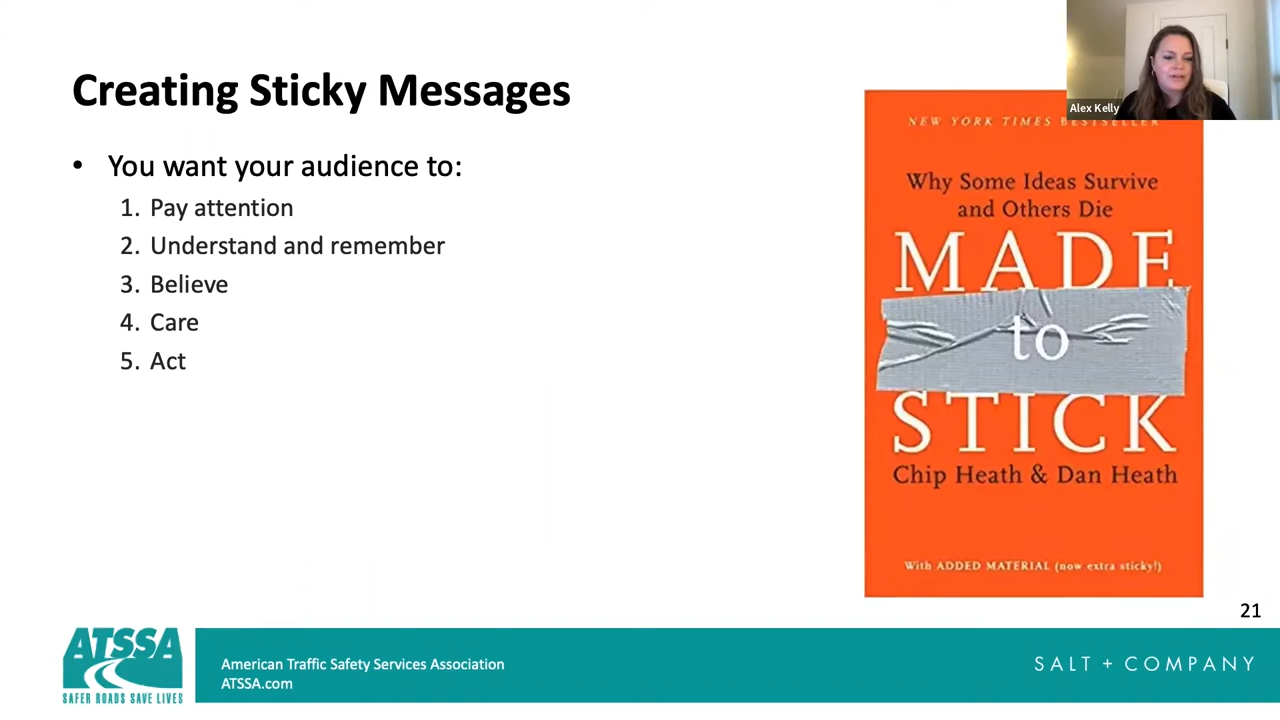 Creating Sticky Messages
• You want your audience to:
1. Pay attention
2. Understand and remember
3. Believe
4. Care
5. Act
Alex Kelly
NEW YORK TIMES BESTSELLER
Why Some Ideas Survive
and Others Die
MADE
to
STICK
Chip Heath & Dan Heath
With ADDED MATERIAL (now extra sticky!)
21
ATSSA
SAFER ROADS SAVE LIVES
American Traffic Safety Services Association
ATSSA.com
SALT + COMPANY